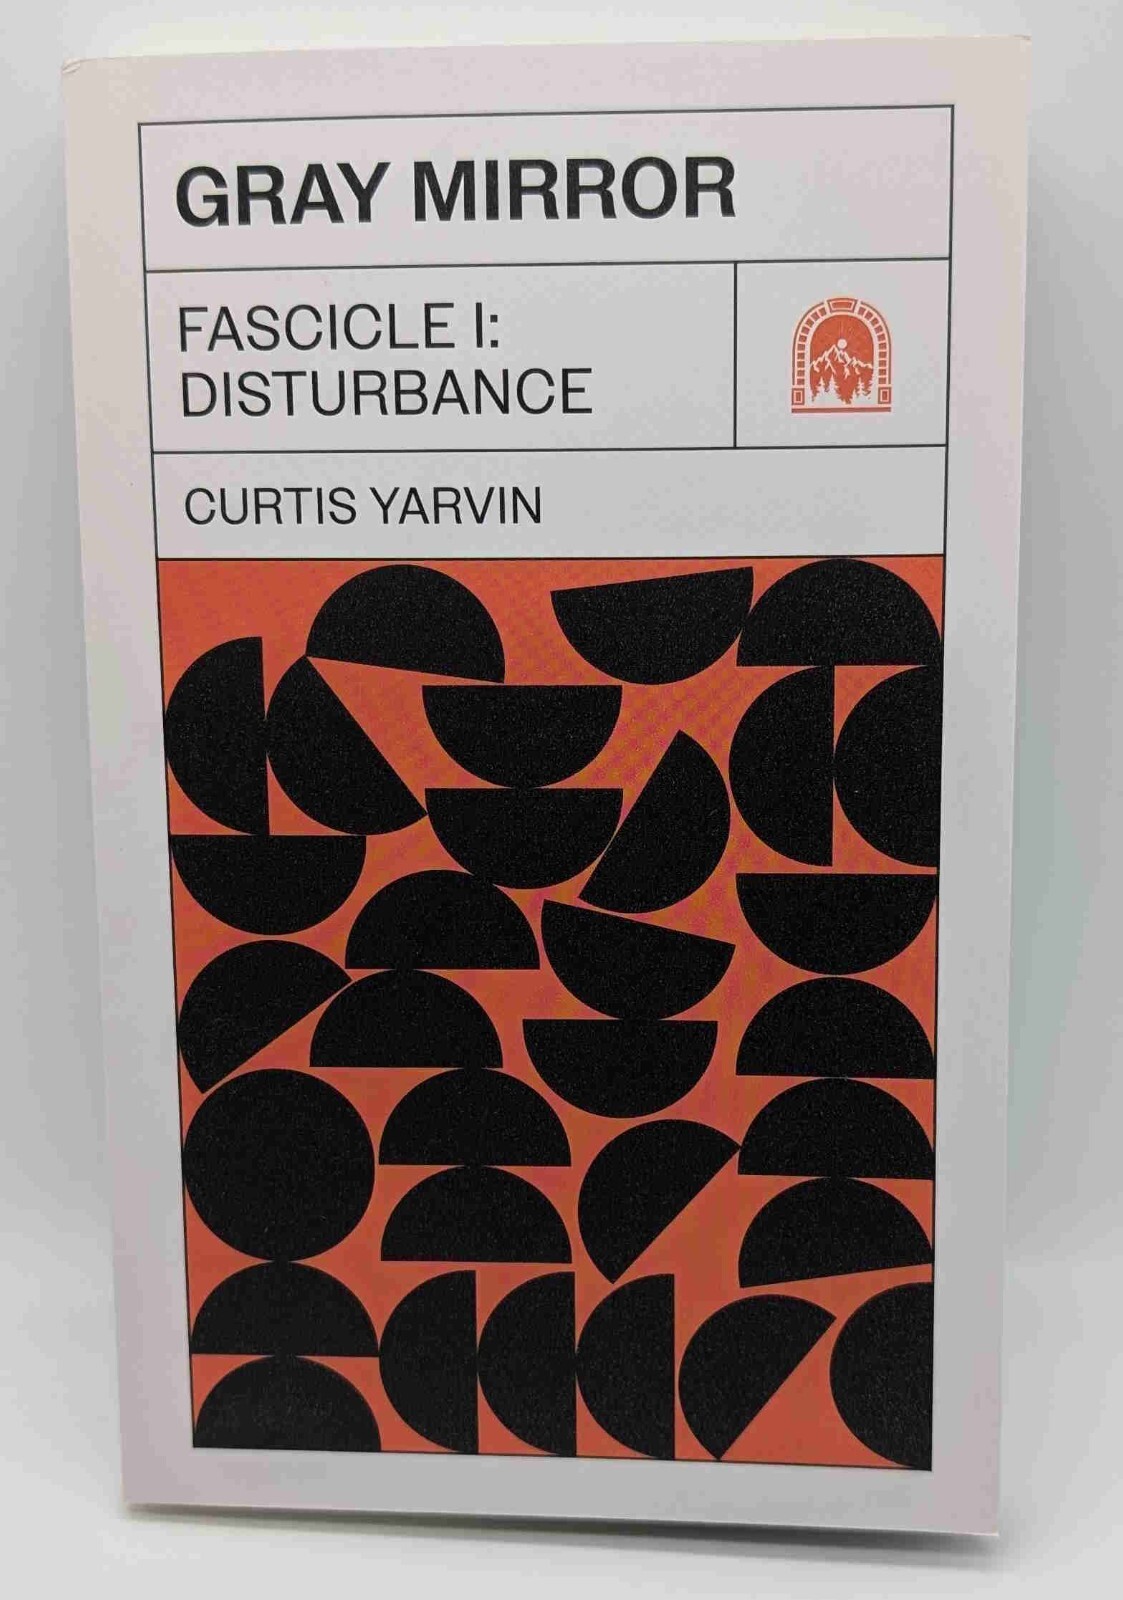 GRAY MIRROR
FASCICLE I:
DISTURBANCE
CURTIS YARVIN